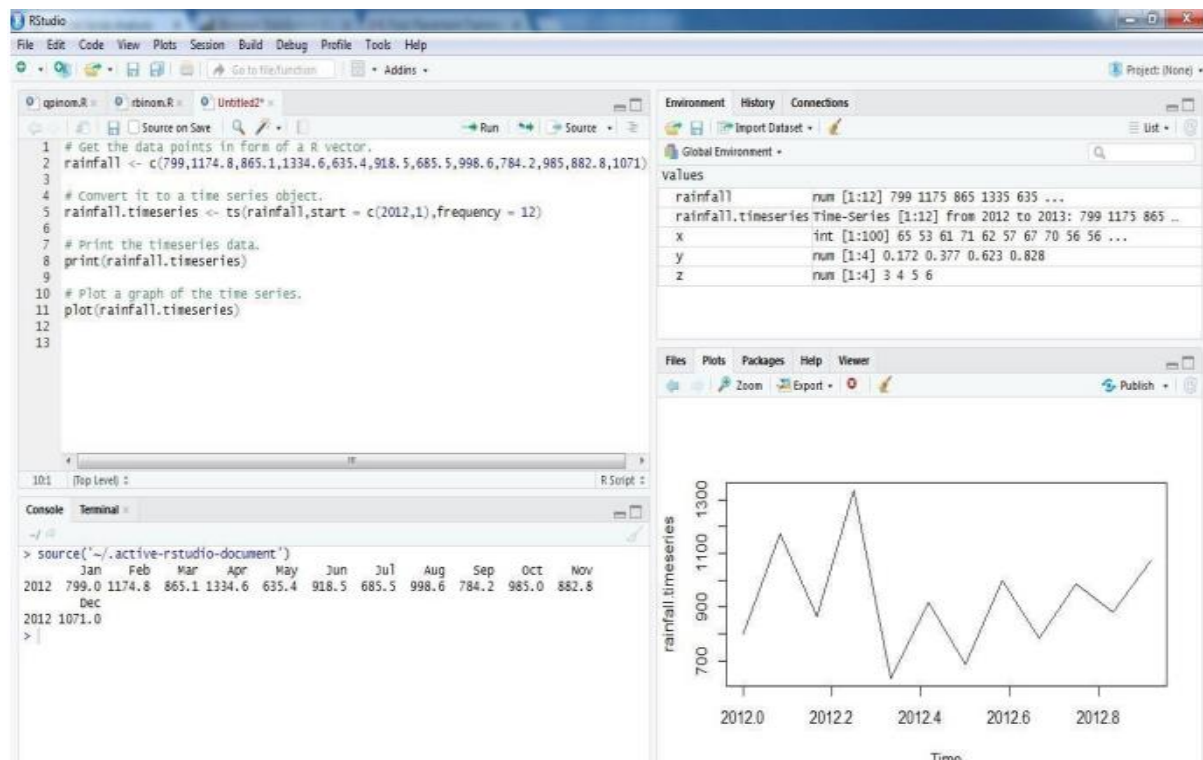 RStudio
File Edit Code View Plots Session Build Debug Profile Tools Help
Go to file/function Addins Project: (None)
qpinom.R rbinom.R Untitled2*
Source on Save Run Source
1 # Get the data points in form of a R vector.
2 rainfall <- c(799,1174.8,865.1,1334.6,635.4,918.5,685.5,998.6,784.2,985,882.8,1071)
3
4 # Convert it to a time series object.
5 rainfall.timeseries <- ts(rainfall,start = c(2012,1),frequency = 12)
6
7 # Print the timeseries data.
8 print(rainfall.timeseries)
9
10 # Plot a graph of the time series.
11 plot(rainfall.timeseries)
12
13
10:1 (Top Level) R Script
Console Terminal
~/
> source('~/.active-rstudio-document')
Jan Feb Mar Apr May Jun Jul Aug Sep Oct Nov
2012 799.0 1174.8 865.1 1334.6 635.4 918.5 685.5 998.6 784.2 985.0 882.8
Dec
2012 1071.0
>
Environment History Connections
Import Dataset List
Global Environment
values
rainfall num [1:12] 799 1175 865 1335 635 ...
rainfall.timeseries Time-Series [1:12] from 2012 to 2013: 799 1175 865 ..
x int [1:100] 65 53 61 71 62 57 67 70 56 56 ...
y num [1:4] 0.172 0.377 0.623 0.828
z num [1:4] 3 4 5 6
Files Plots Packages Help Viewer
Zoom Export Publish
rainfall.timeseries
1300
1100
900
700
2012.0 2012.2 2012.4 2012.6 2012.8
Time